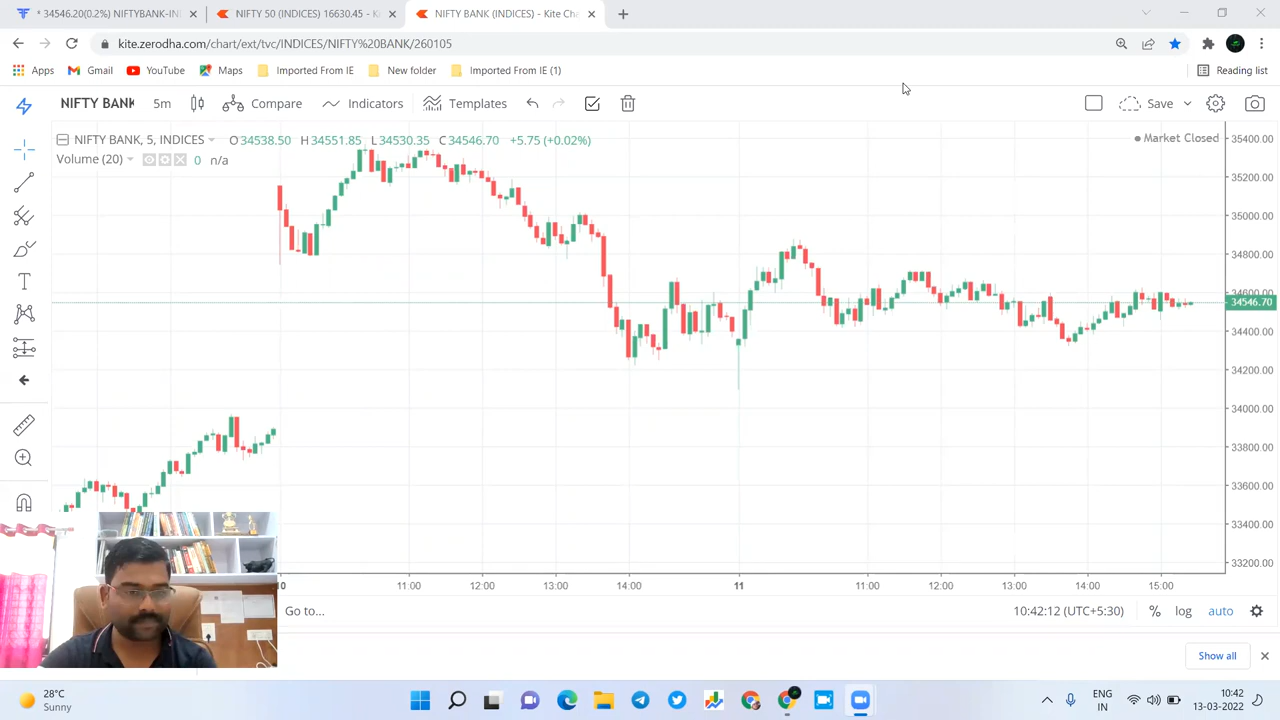 * 34546.20(0.2%) NIFTYBANK-IN
NIFTY 50 (INDICES) 16630.45 - K
NIFTY BANK (INDICES) - Kite Cha
kite.zerodha.com/chart/ext/tvc/INDICES/NIFTY%20BANK/260105
Apps Gmail YouTube Maps Imported From IE New folder Imported From IE (1) Reading list
NIFTY BANK 5m Compare Indicators Templates Save
NIFTY BANK, 5, INDICES O34538.50 H34551.85 L34530.35 C34546.70 +5.75 (+0.02%)
Market Closed
Volume (20) 0 n/a
35400.00
35200.00
35000.00
34800.00
34600.00
34546.70
34400.00
34200.00
34000.00
33800.00
33600.00
33400.00
33200.00
10 11:00 12:00 13:00 14:00 11 11:00 12:00 13:00 14:00 15:00
Go to... 10:42:12 (UTC+5:30) % log auto
Show all
28°C
Sunny
ENG
IN
10:42
13-03-2022